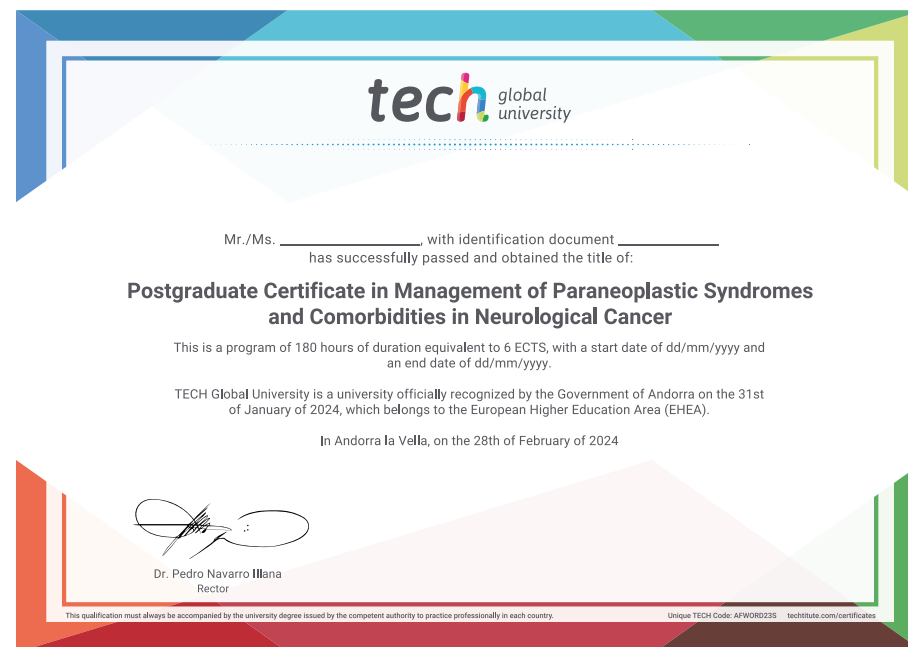 tech global
university
Mr./Ms. ____________, with identification document ____________
has successfully passed and obtained the title of:
Postgraduate Certificate in Management of Paraneoplastic Syndromes
and Comorbidities in Neurological Cancer
This is a program of 180 hours of duration equivalent to 6 ECTS, with a start date of dd/mm/yyyy and
an end date of dd/mm/yyyy.
TECH Global University is a university officially recognized by the Government of Andorra on the 31st
of January of 2024, which belongs to the European Higher Education Area (EHEA).
In Andorra la Vella, on the 28th of February of 2024
Dr. Pedro Navarro Illana
Rector
This qualification must always be accompanied by the university degree issued by the competent authority to practice professionally in each country.
Unique TECH Code: AFWORD23S techtitute.com/certificates